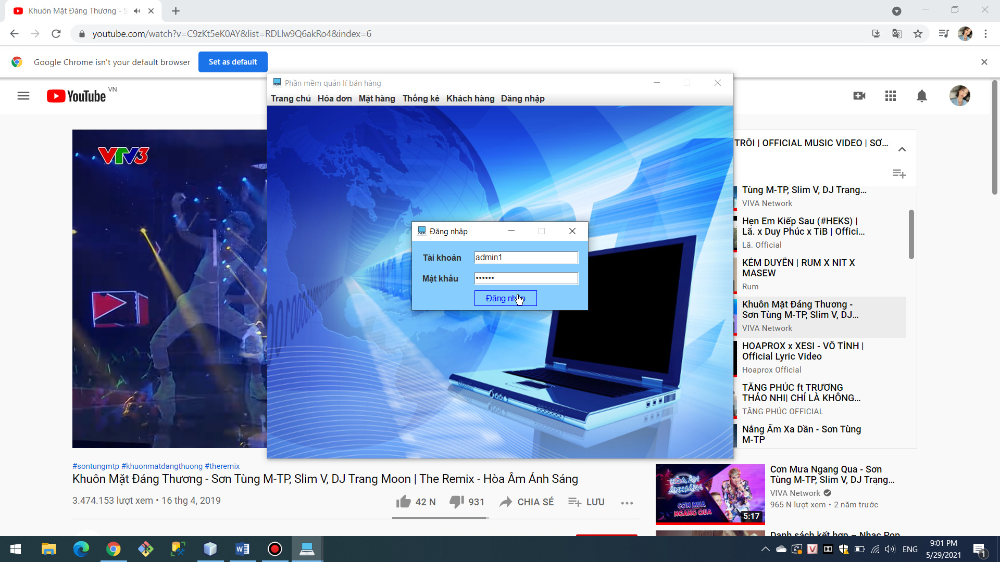 Khuôn Mặt Đáng Thương - S
youtube.com/watch?v=C9zKt5eK0AY&list=RDLlw9Q6akRo4&index=6
Google Chrome isn't your default browser
Set as default
YouTube VN
Phần mềm quản lí bán hàng
Trang chủ Hóa đơn Mặt hàng Thống kê Khách hàng Đăng nhập
VTV3
Đăng nhập
Tài khoản admin1
Mật khẩu ••••••
Đăng nhập
TRÔI | OFFICIAL MUSIC VIDEO | SƠ...
Tùng M-TP, Slim V, DJ Trang...
VIVA Network
Hẹn Em Kiếp Sau (#HEKS) |
Lã. x Duy Phúc x TiB | Offici...
Lã. Official
KÉM DUYÊN | RUM X NIT X
MASEW
Rum
Khuôn Mặt Đáng Thương -
Sơn Tùng M-TP, Slim V, DJ...
VIVA Network
HOAPROX x XESI - VÔ TÌNH |
Official Lyric Video
Hoaprox Official
TĂNG PHÚC ft TRƯƠNG
THẢO NHI| CHỈ LÀ KHÔNG...
TĂNG PHÚC OFFICIAL
Nắng Ấm Xa Dần - Sơn Tùng
M-TP
#sontungmtp #khuonmatdangthuong #theremix
Khuôn Mặt Đáng Thương - Sơn Tùng M-TP, Slim V, DJ Trang Moon | The Remix - Hòa Âm Ánh Sáng
3.474.153 lượt xem • 16 thg 4, 2019
42 N 931 CHIA SẺ LƯU
HÒA ÂM
ÁNH SÁNG
CƠN MƯA
NGANG QUA
5:17
Cơn Mưa Ngang Qua - Sơn
Tùng M-TP, Slim V, DJ Trang...
VIVA Network
965 N lượt xem • 2 năm trước
Danh sách kết hợp – Nhạc Pop
ENG
9:01 PM
5/29/2021
1